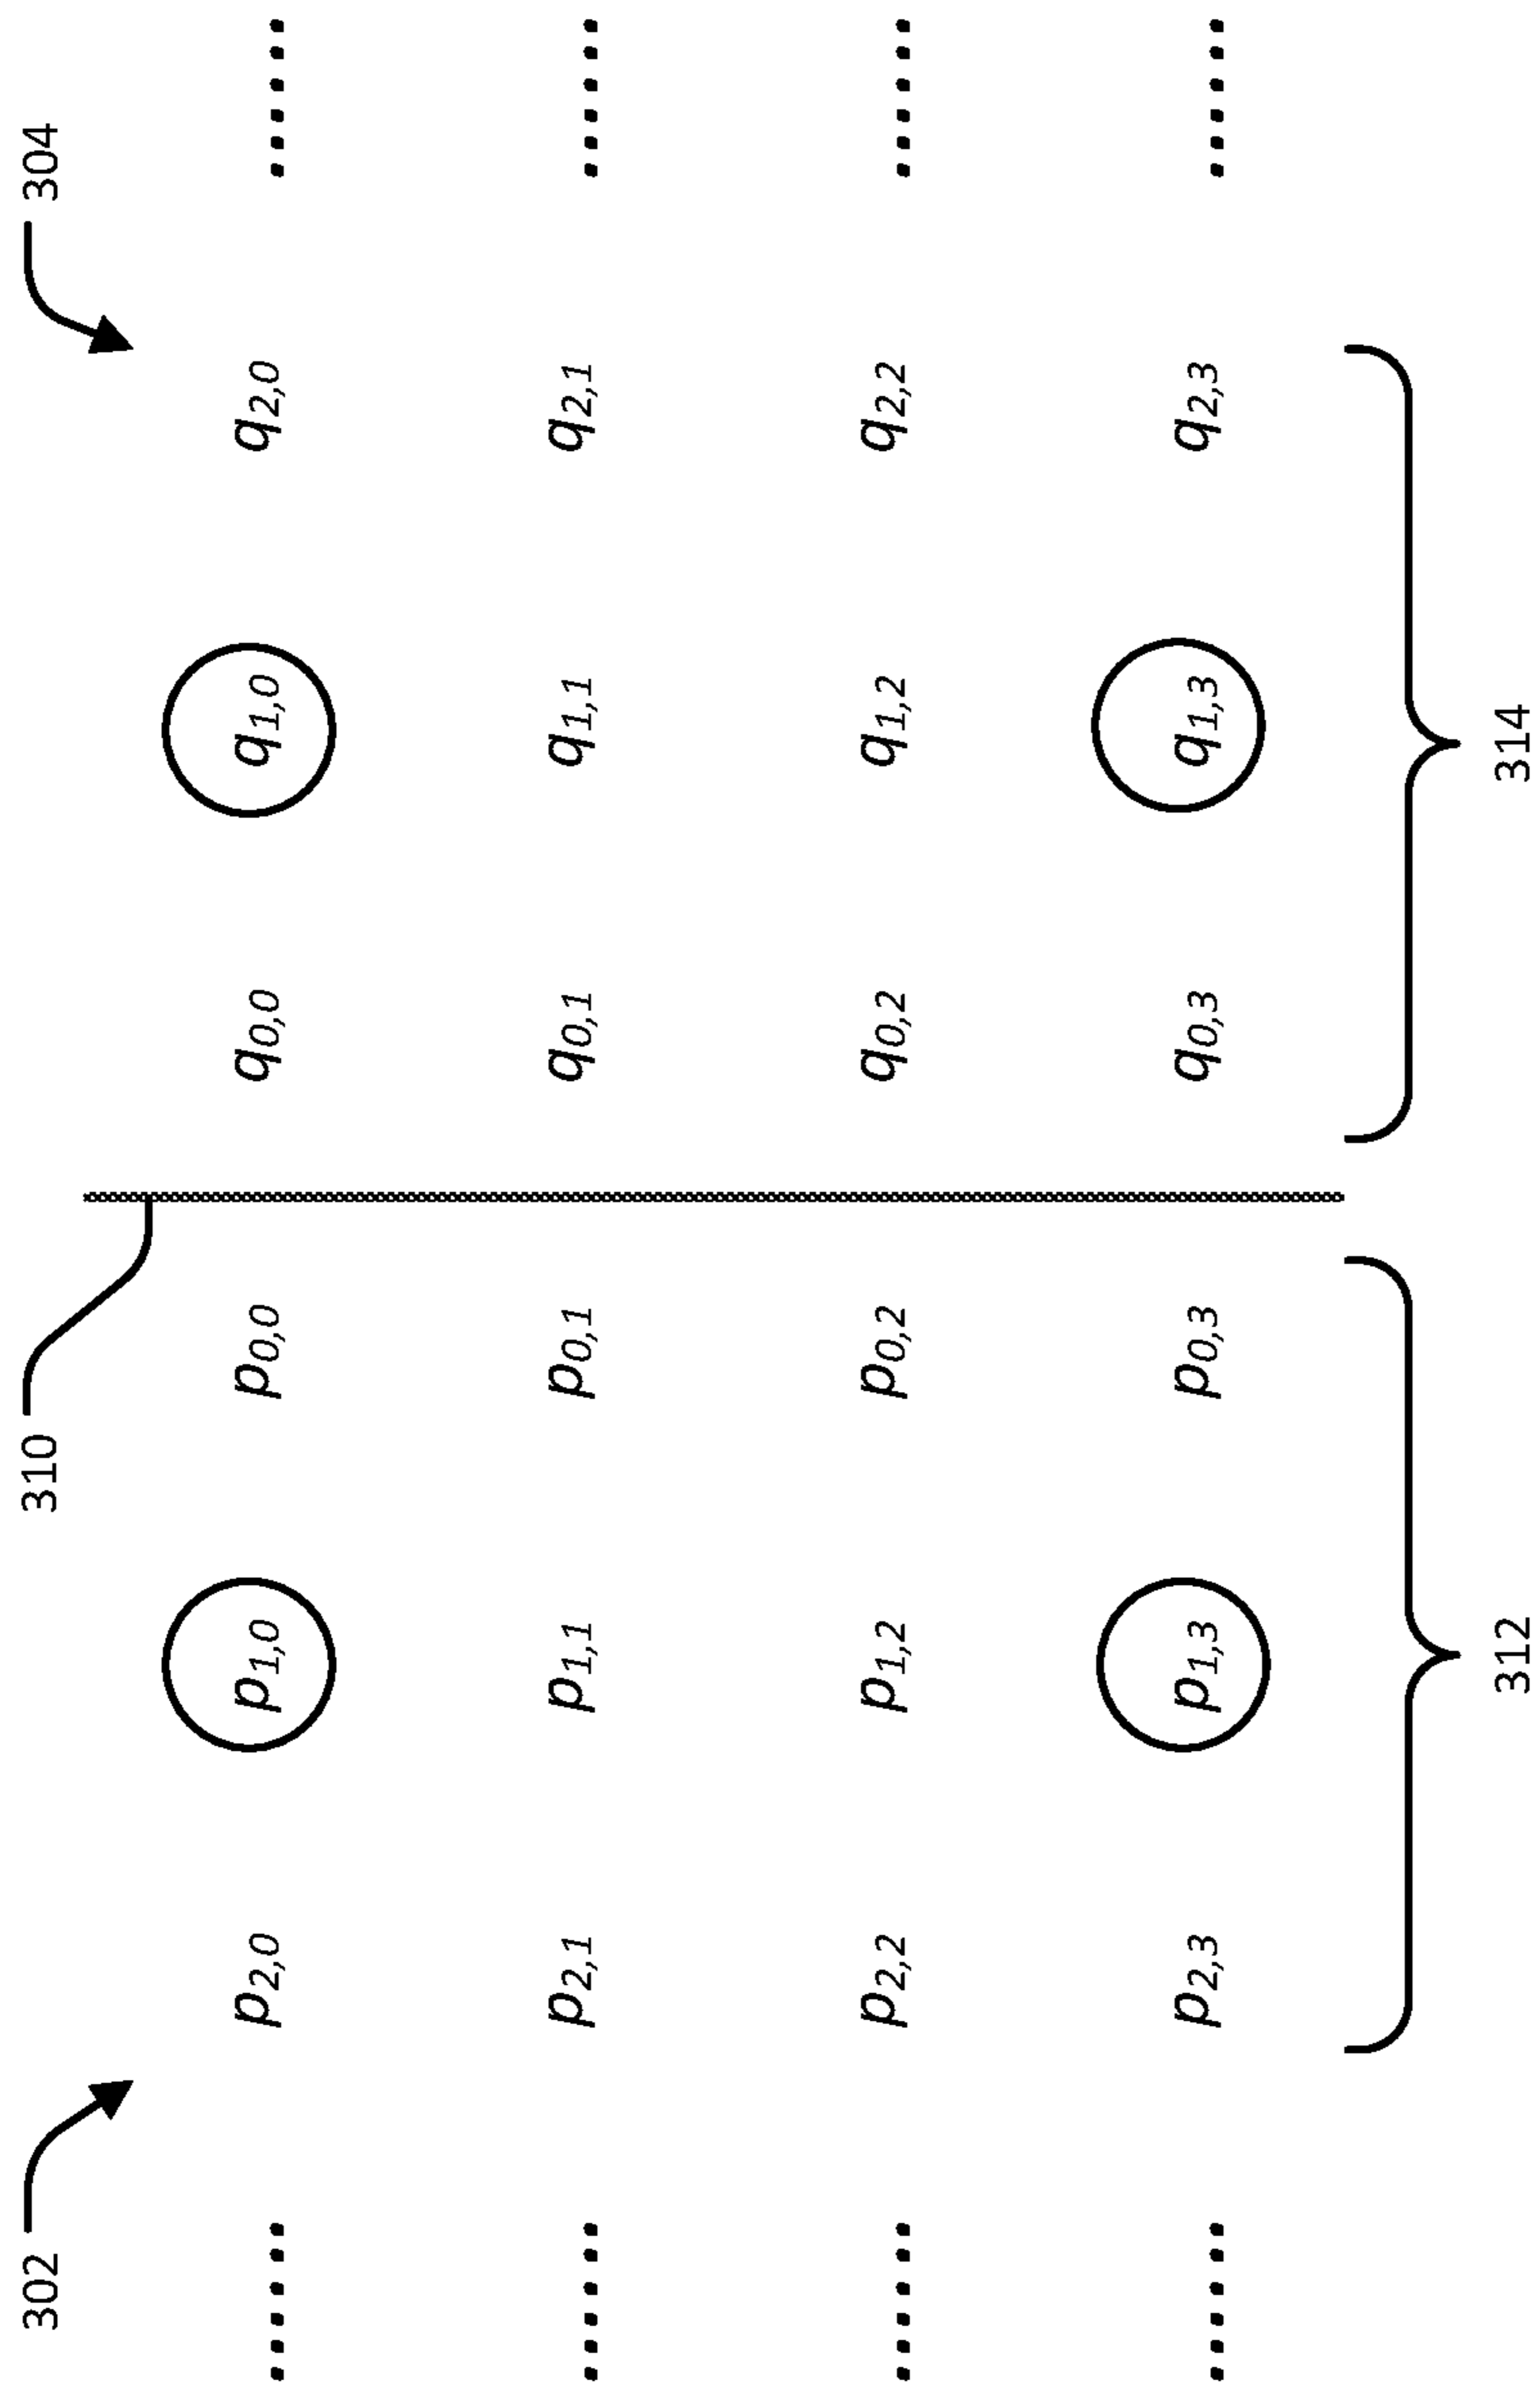 302 310 304
...... p2,0 p1,0 p0,0 q0,0 q1,0 q2,0 ......
...... p2,1 p1,1 p0,1 q0,1 q1,1 q2,1 ......
...... p2,2 p1,2 p0,2 q0,2 q1,2 q2,2 ......
...... p2,3 p1,3 p0,3 q0,3 q1,3 q2,3 ......
312 314